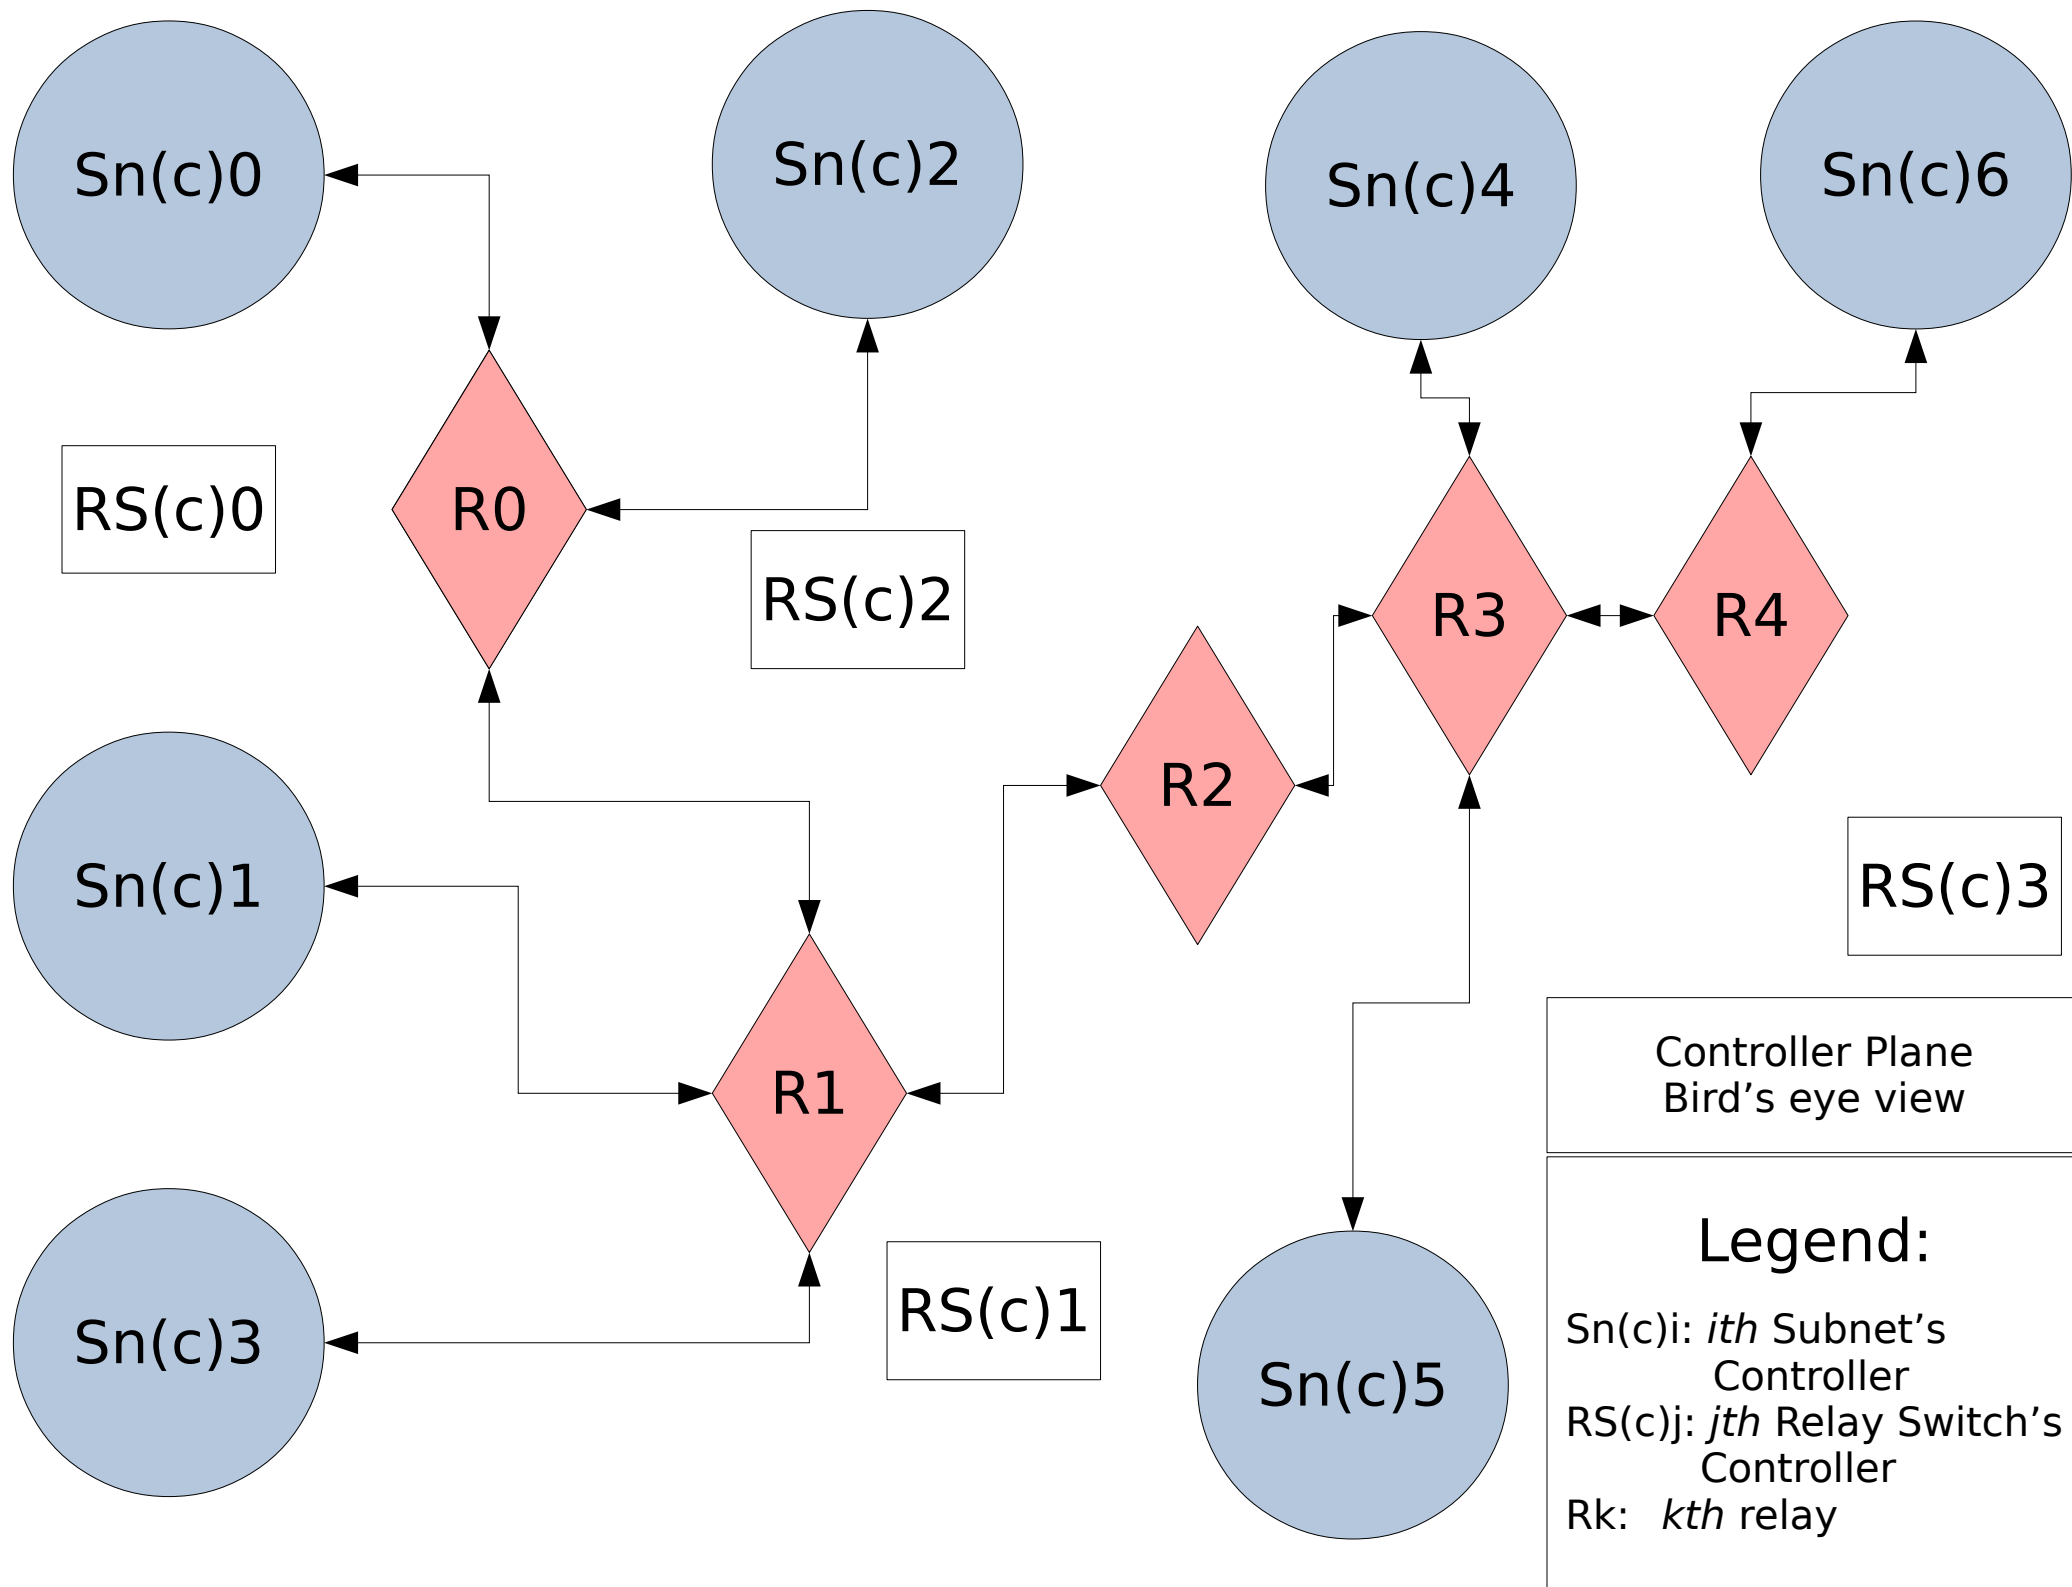 Sn(c)0
Sn(c)2
Sn(c)4
Sn(c)6
RS(c)0
R0
RS(c)2
R3
R4
R2
Sn(c)1
RS(c)3
R1
Sn(c)3
RS(c)1
Sn(c)5
Controller Plane
Bird’s eye view
Legend:
Sn(c)i: ith Subnet’s
Controller
RS(c)j: jth Relay Switch’s
Controller
Rk: kth relay